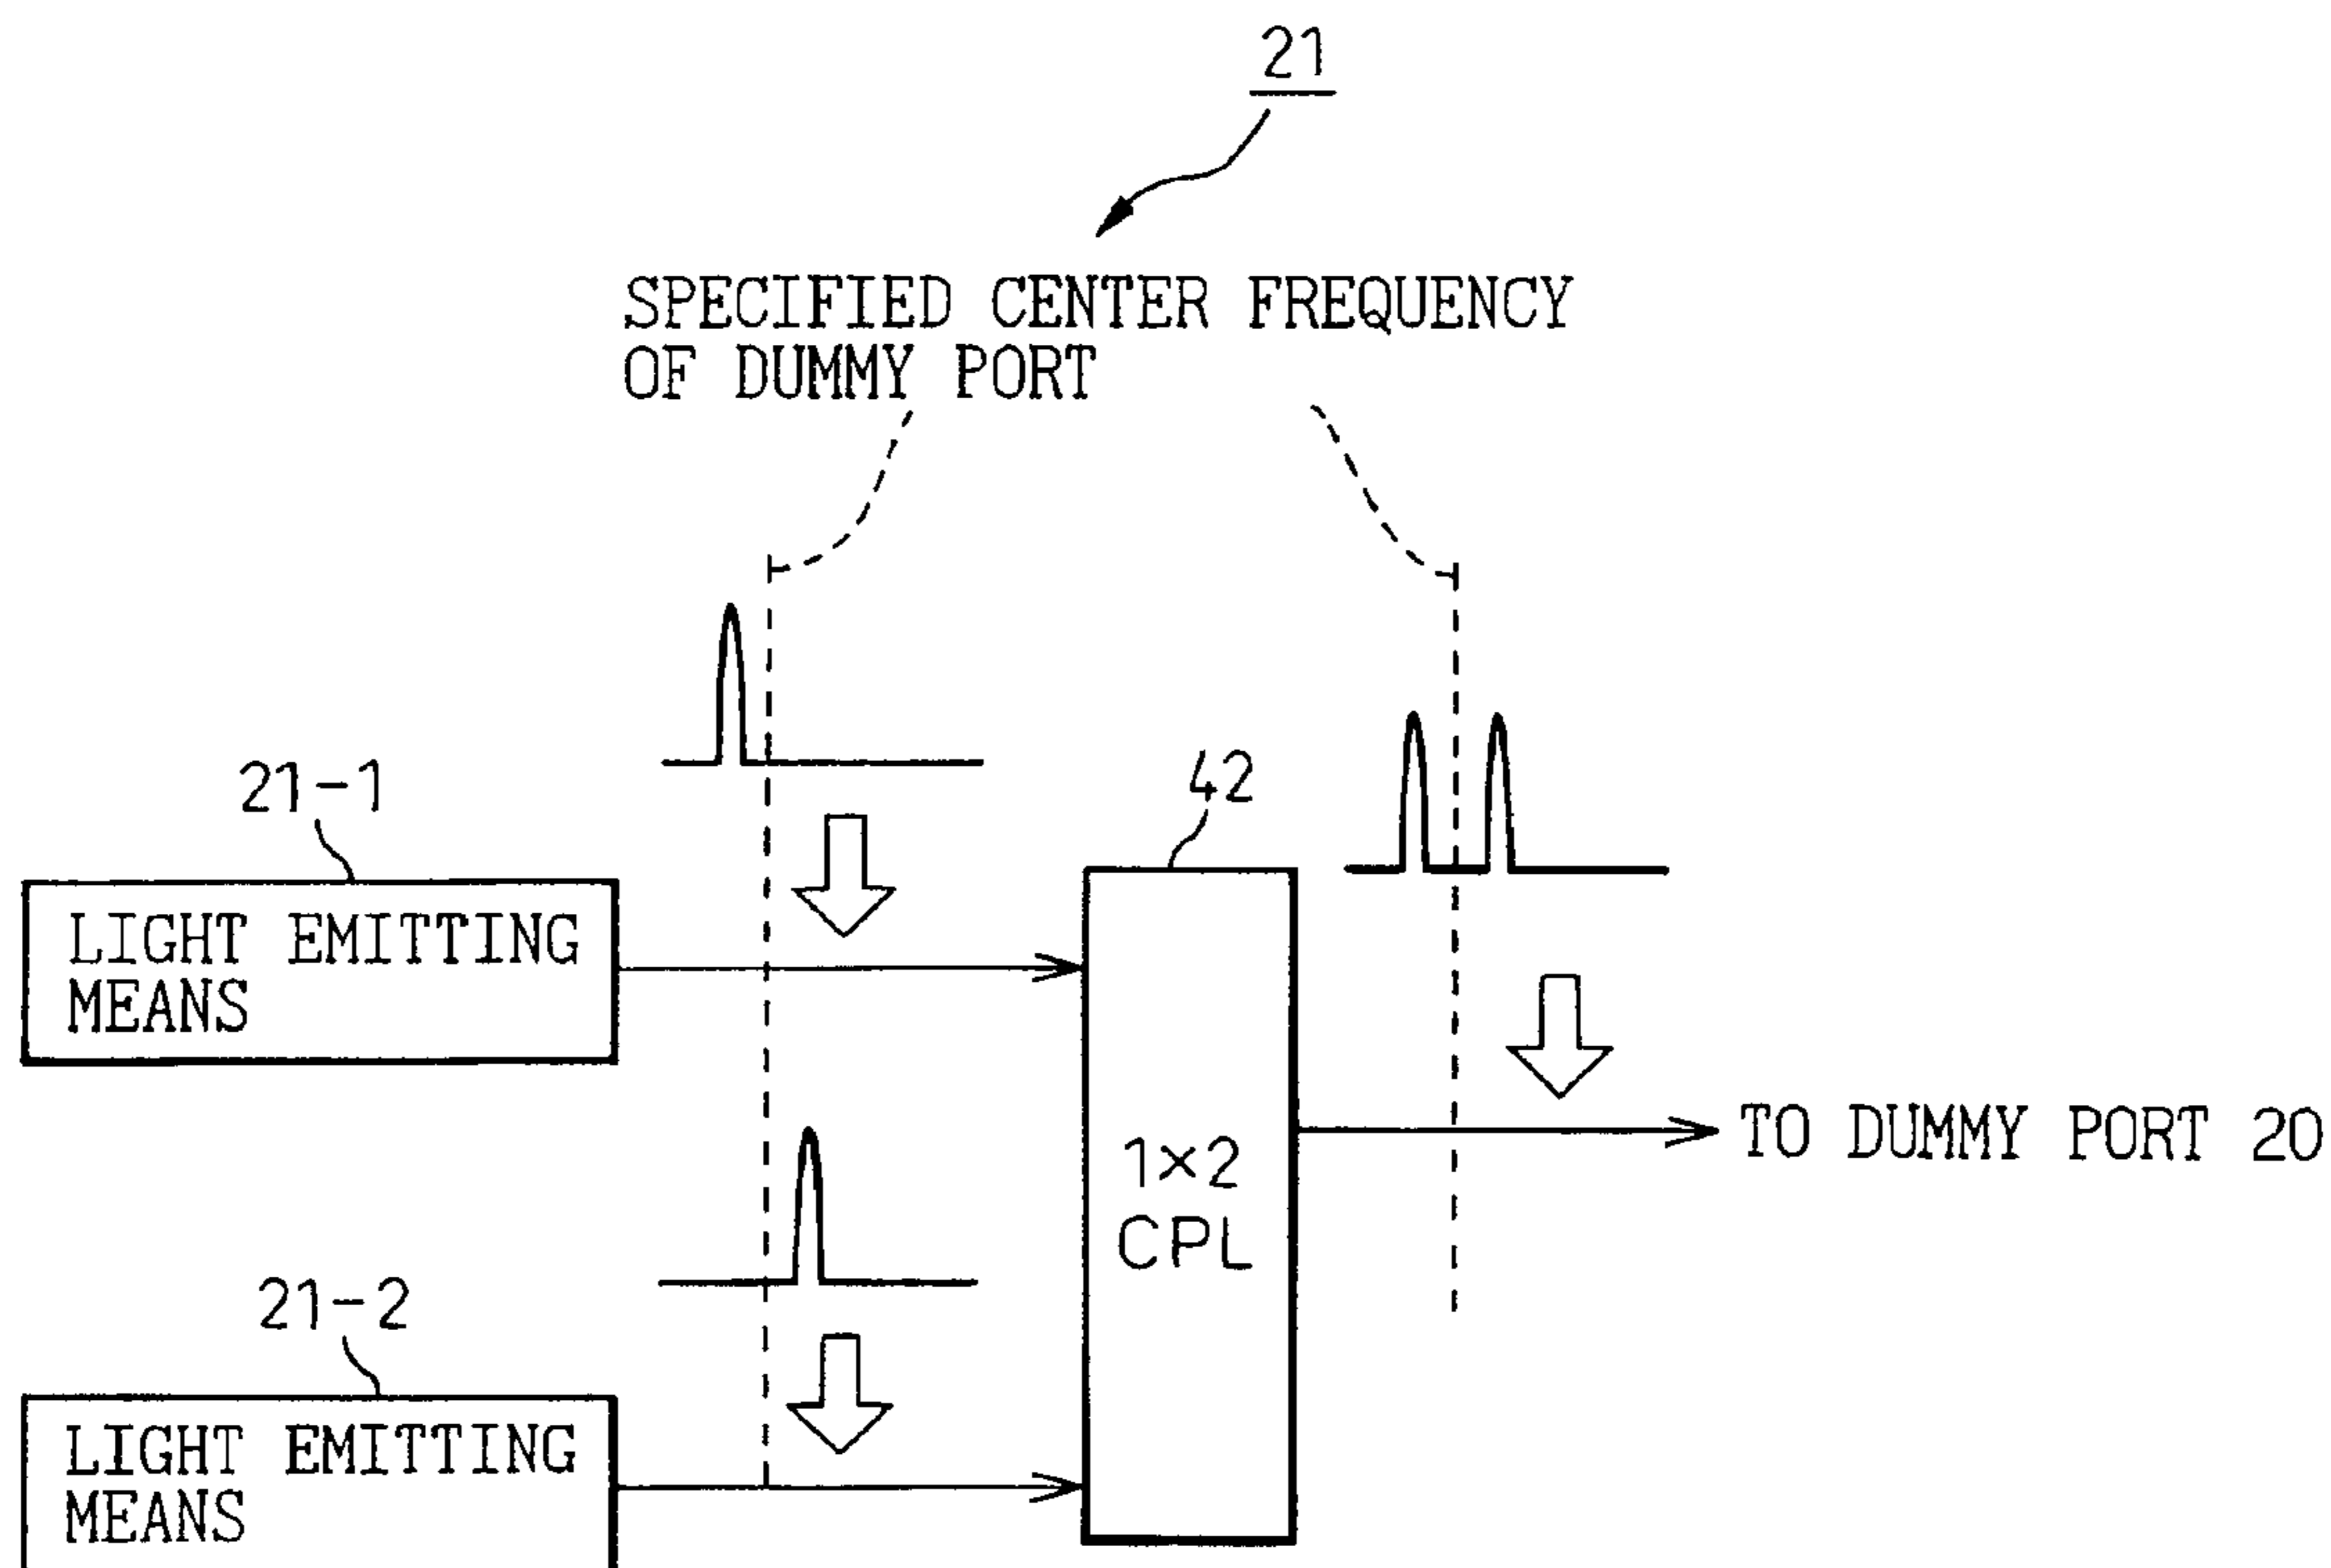 21
SPECIFIED CENTER FREQUENCY
OF DUMMY PORT
21-1
42
LIGHT EMITTING
MEANS
TO DUMMY PORT 20
1×2
CPL
21-2
LIGHT EMITTING
MEANS